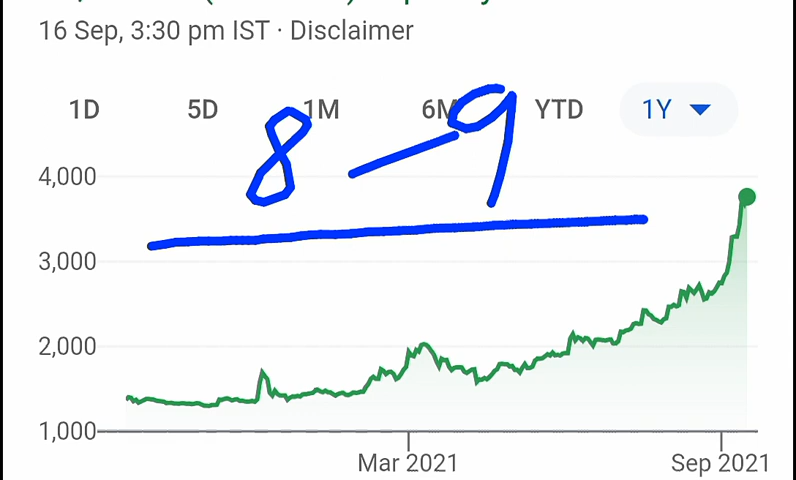 16 Sep, 3:30 pm IST · Disclaimer
1D 5D 1M 6M YTD 1Y
8 — 9
4,000
3,000
2,000
1,000
Mar 2021 Sep 2021